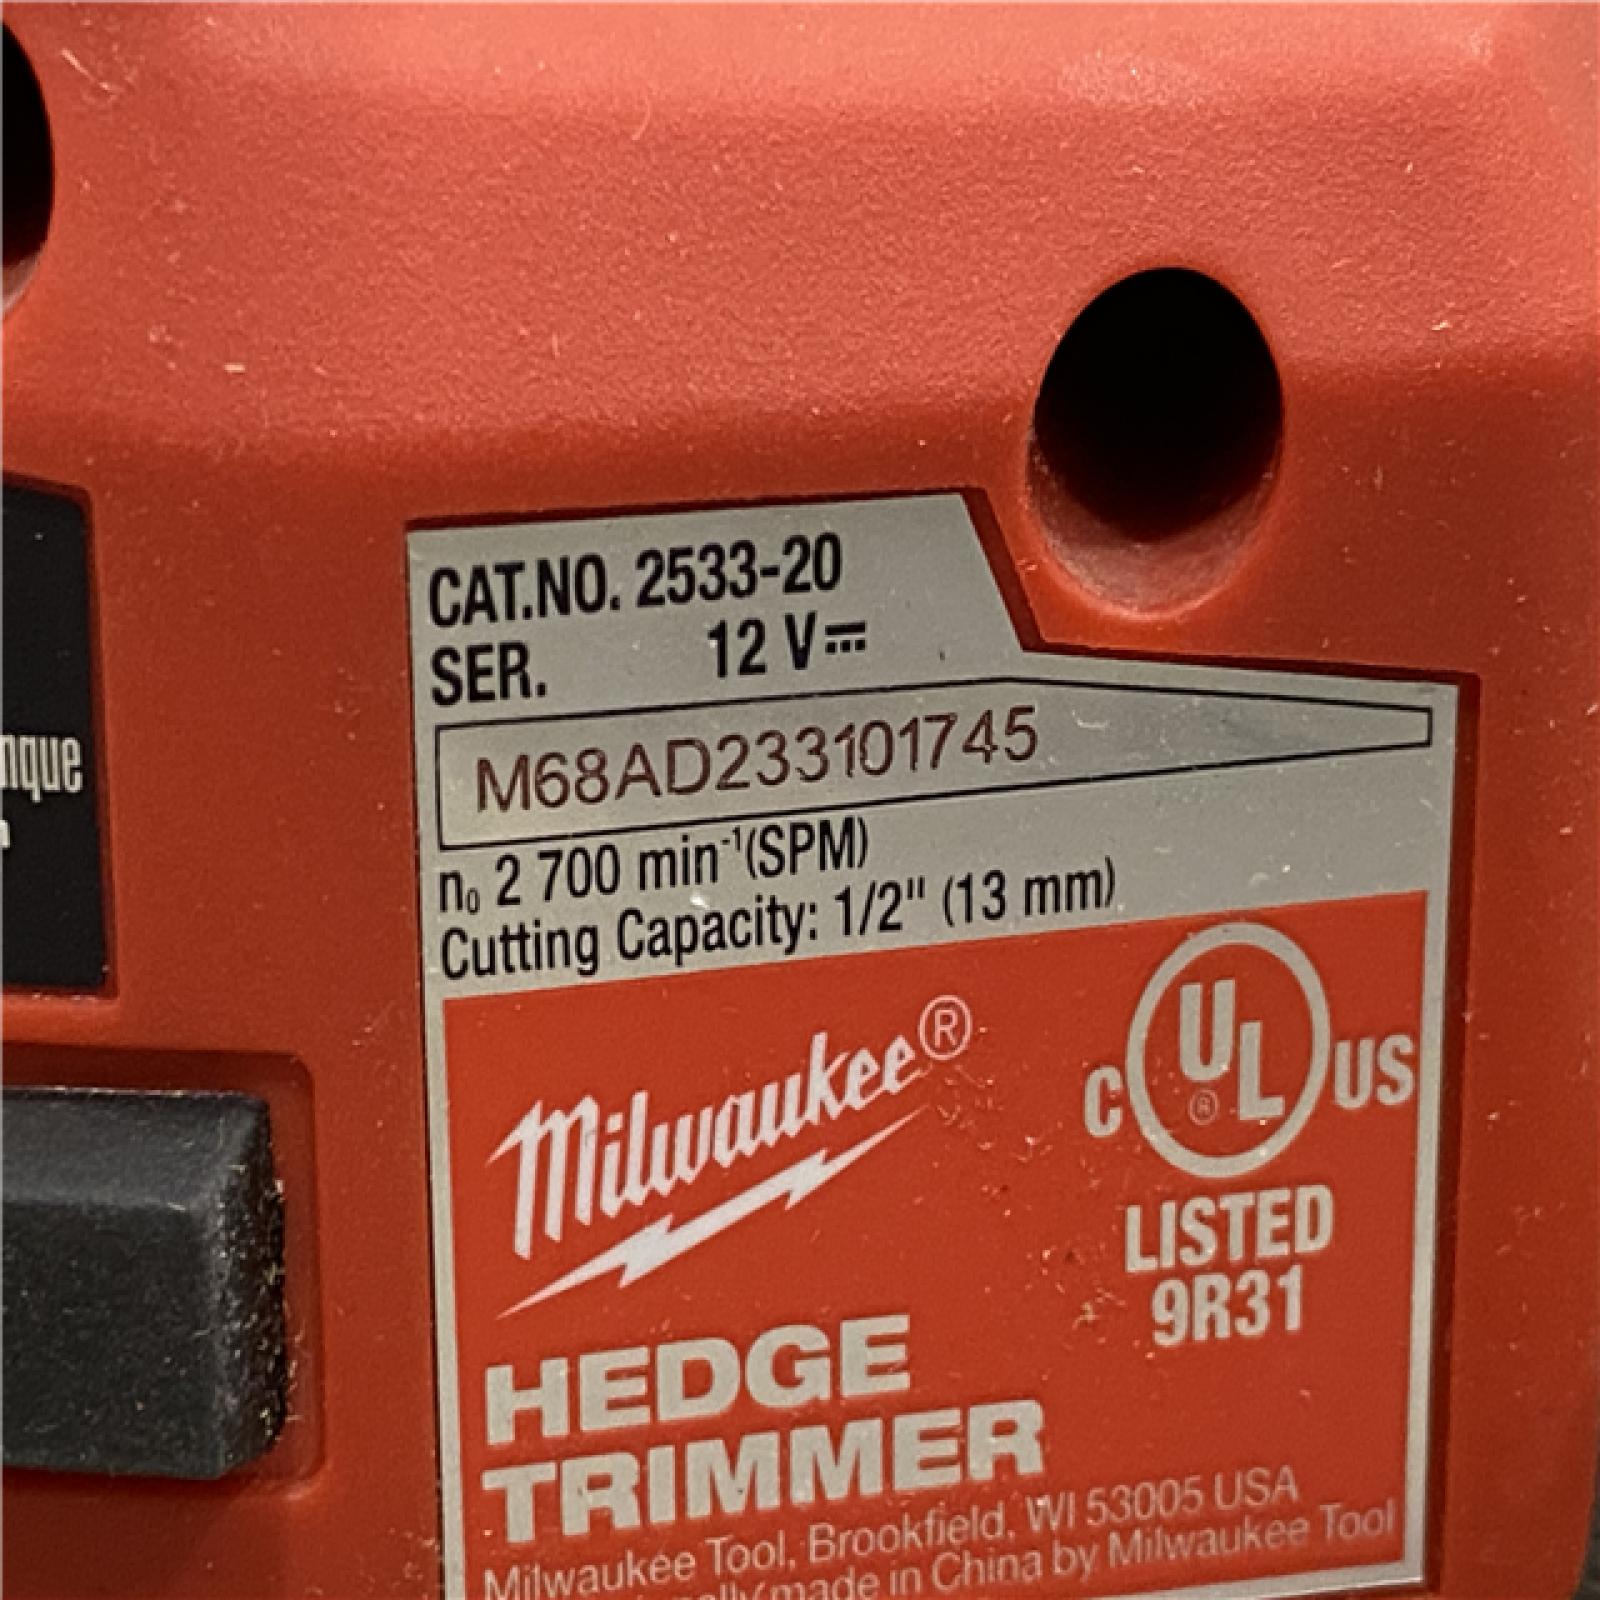 CAT.NO. 2533-20
SER. 12 V
M68AD233101745
n₀ 2 700 min⁻¹(SPM)
Cutting Capacity: 1/2" (13 mm)
Milwaukee®
C UL® US
LISTED
9R31
HEDGE
TRIMMER
Milwaukee Tool, Brookfield, WI 53005 USA
made in China by Milwaukee Tool